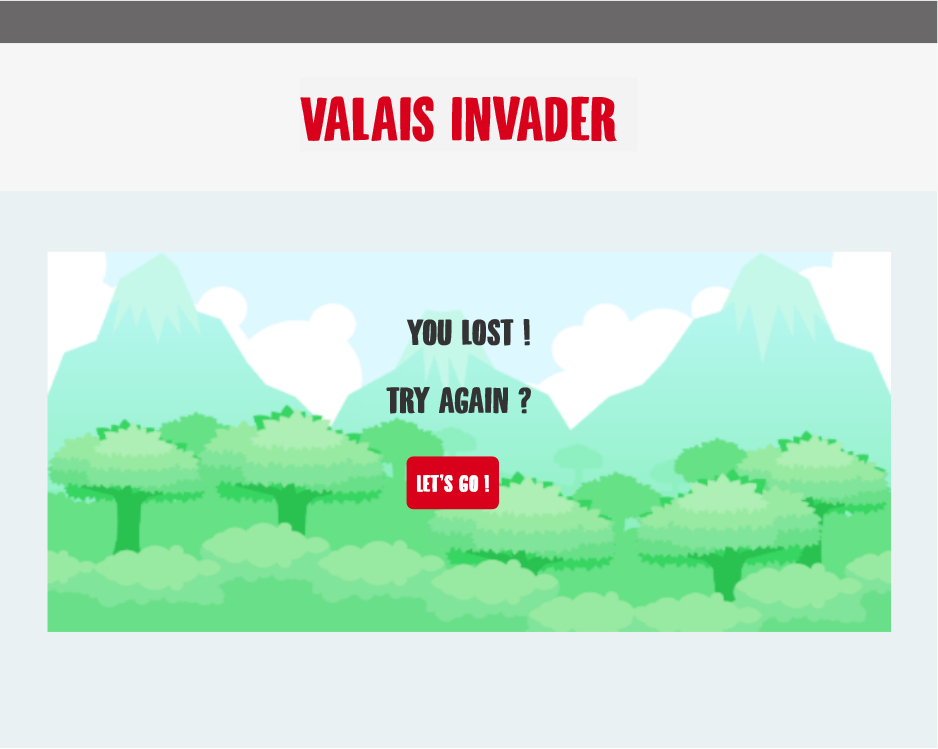 VALAIS INVADER
YOU LOST !
TRY AGAIN ?
LET'S GO !